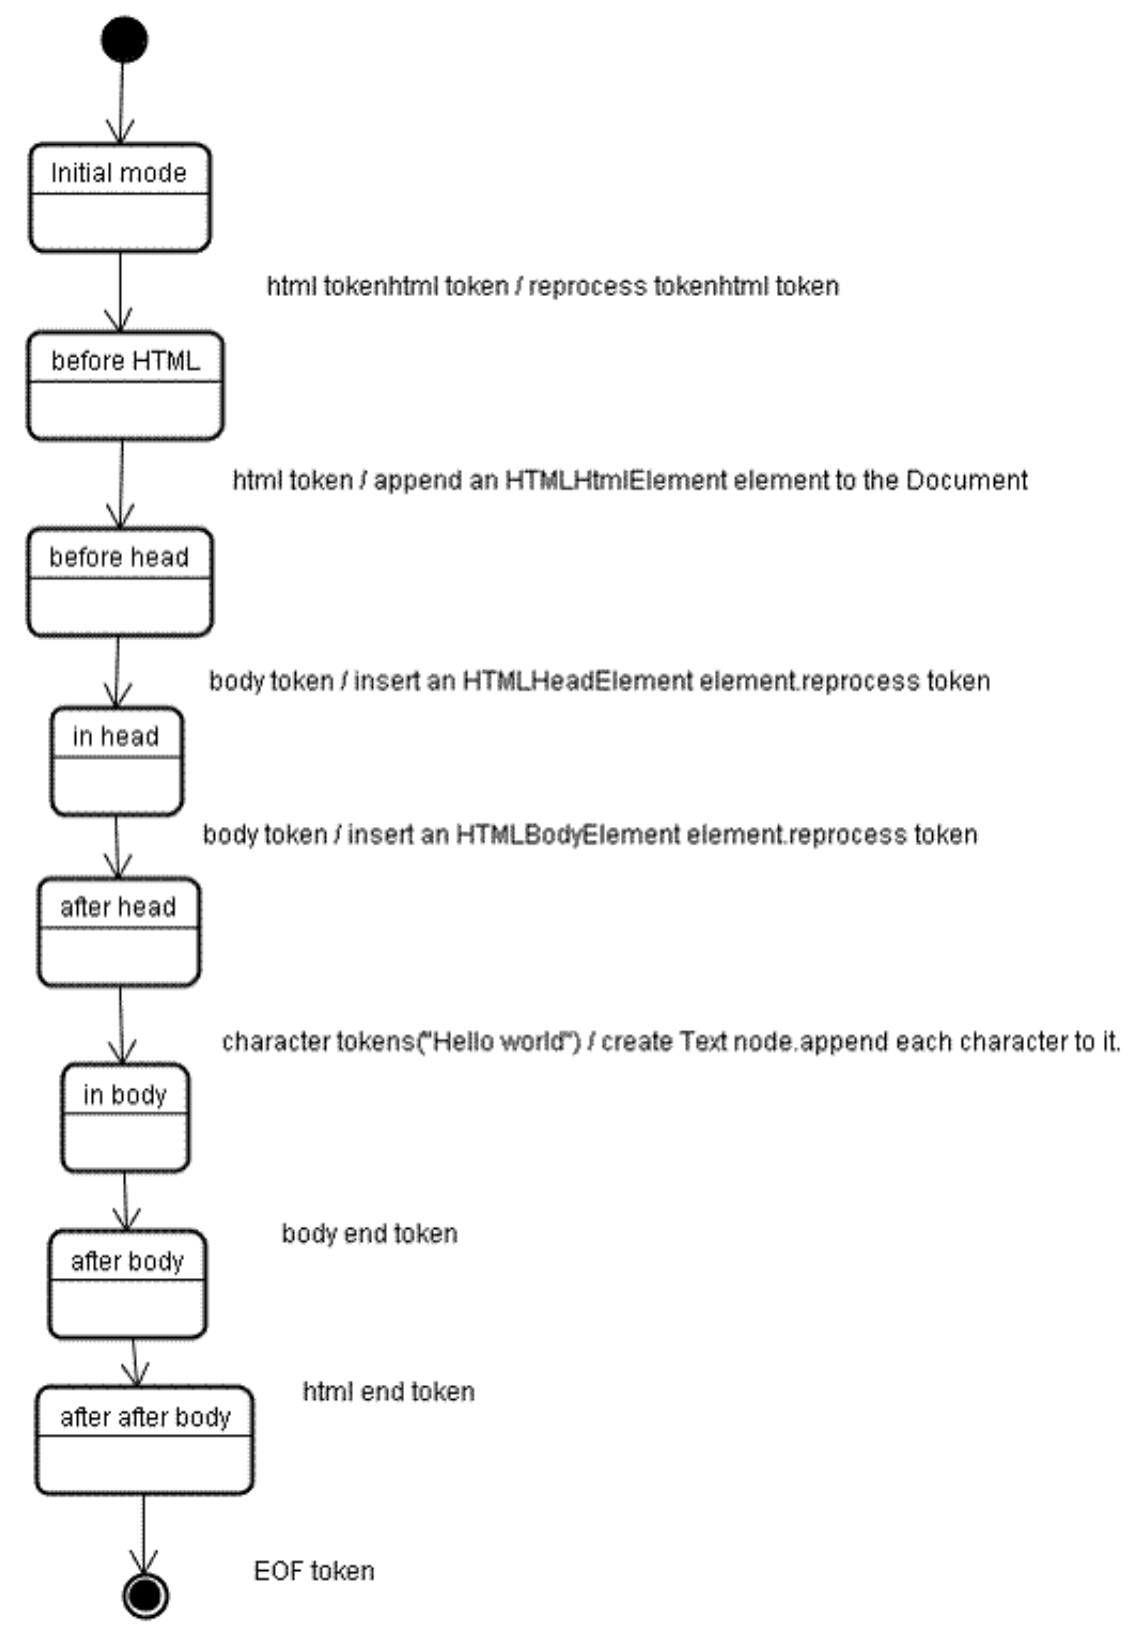 Initial mode
html tokenhtml token / reprocess tokenhtml token
before HTML
html token / append an HTMLHtmlElement element to the Document
before head
body token / insert an HTMLHeadElement element.reprocess token
in head
body token / insert an HTMLBodyElement element.reprocess token
after head
character tokens("Hello world") / create Text node.append each character to it.
in body
body end token
after body
html end token
after after body
EOF token